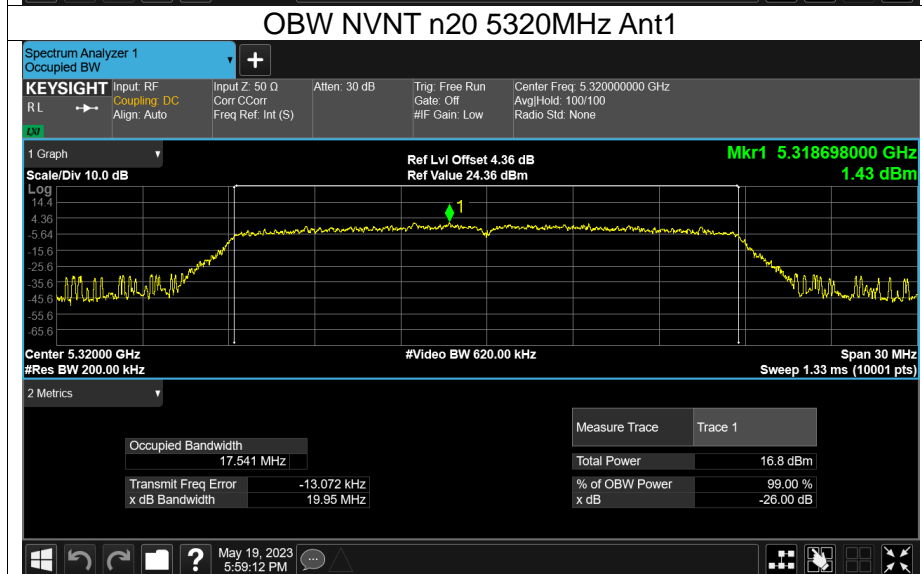 OBW NVNT n20 5320MHz Ant1
Spectrum Analyzer 1
Occupied BW
+
KEYSIGHT Input: RF Input Z: 50 Ω Atten: 30 dB Trig: Free Run Center Freq: 5.320000000 GHz
R L Coupling: DC Corr CCorr Gate: Off Avg|Hold: 100/100
Align: Auto Freq Ref: Int (S) #IF Gain: Low Radio Std: None
LXI
1 Graph Ref Lvl Offset 4.36 dB Mkr1 5.318698000 GHz
Scale/Div 10.0 dB Ref Value 24.36 dBm 1.43 dBm
Log
14.4
1
4.36
-5.64
-15.6
-25.6
-35.6
-45.6
-55.6
-65.6
Center 5.32000 GHz #Video BW 620.00 kHz Span 30 MHz
#Res BW 200.00 kHz Sweep 1.33 ms (10001 pts)
2 Metrics
Measure Trace Trace 1
Occupied Bandwidth
17.541 MHz Total Power 16.8 dBm
Transmit Freq Error -13.072 kHz % of OBW Power 99.00 %
x dB Bandwidth 19.95 MHz x dB -26.00 dB
? May 19, 2023
5:59:12 PM